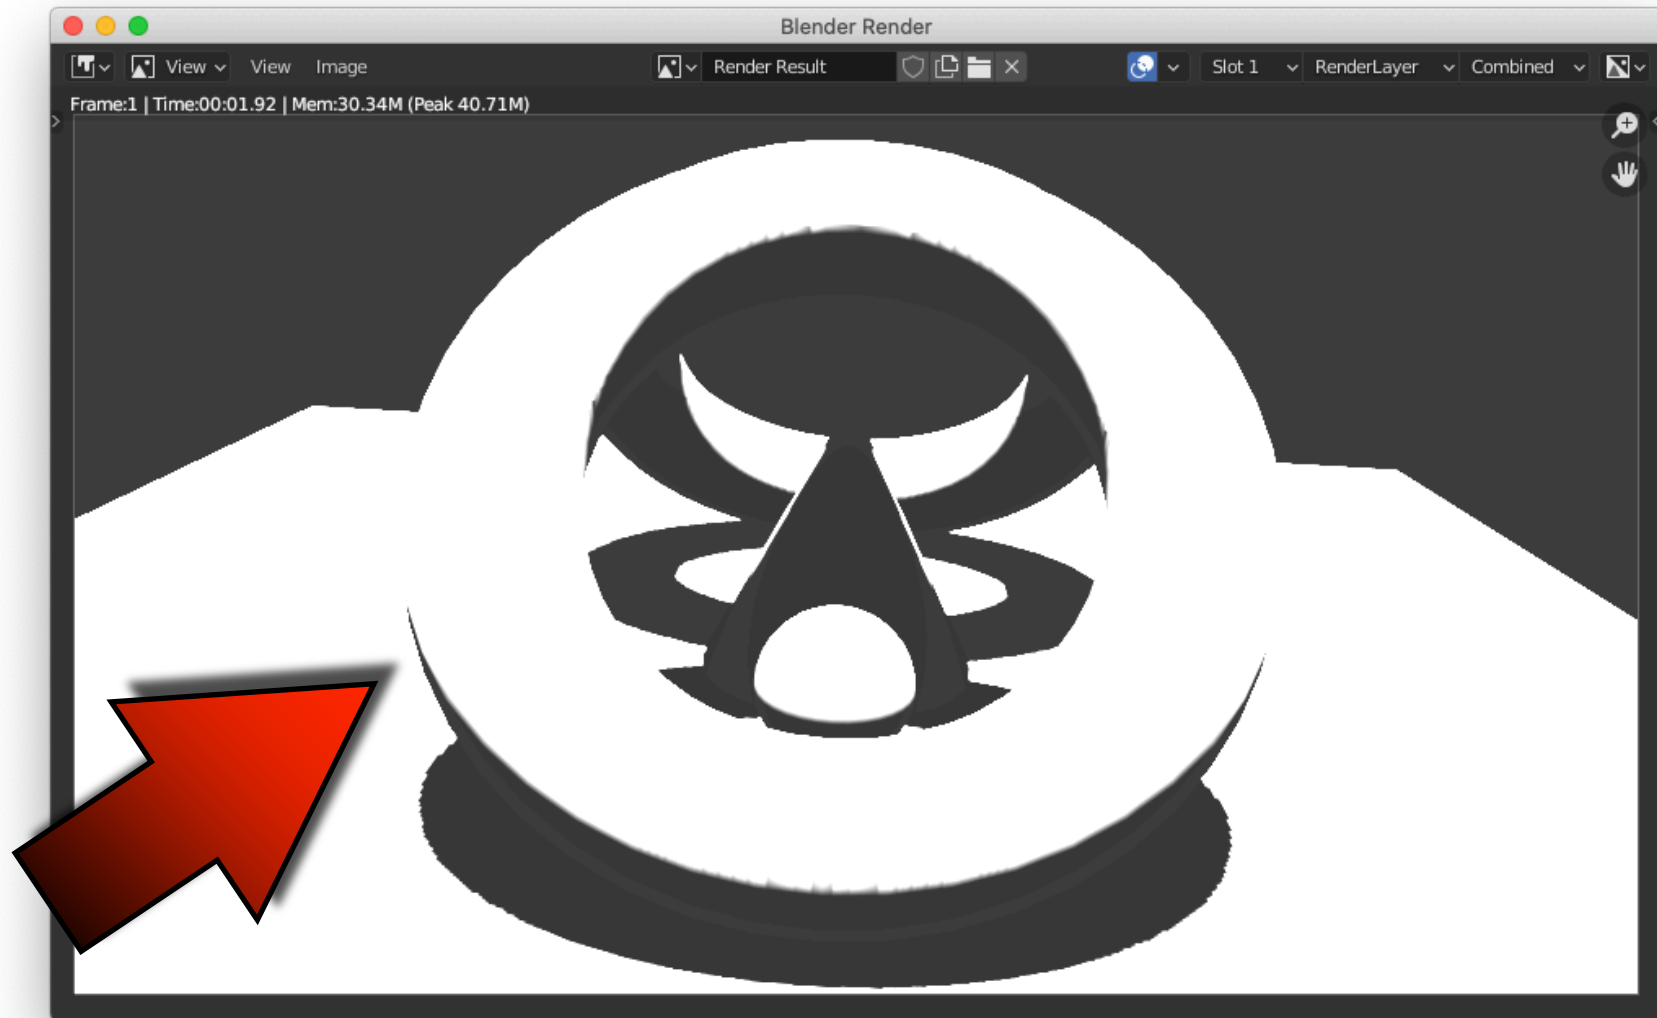 Blender Render
View View Image Render Result Slot 1 RenderLayer Combined
Frame:1 | Time:00:01.92 | Mem:30.34M (Peak 40.71M)